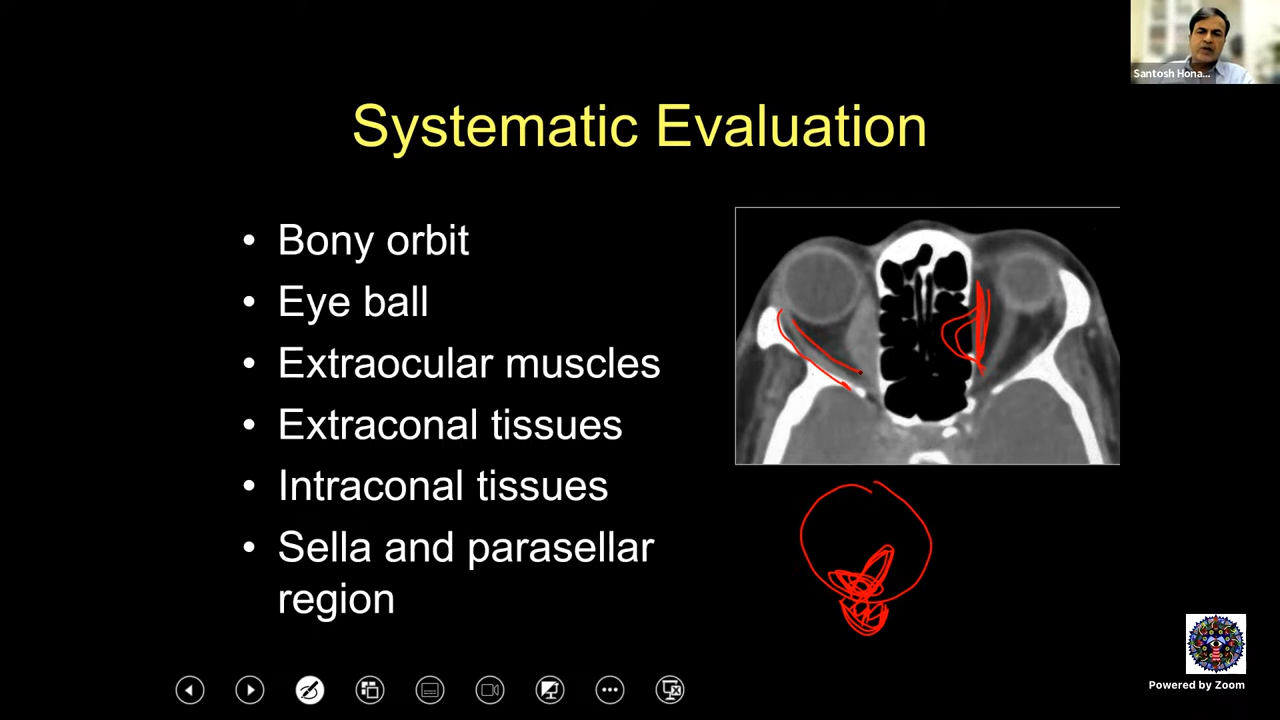 Santosh Hona...
Systematic Evaluation
• Bony orbit
• Eye ball
• Extraocular muscles
• Extraconal tissues
• Intraconal tissues
• Sella and parasellar
region
Powered by Zoom